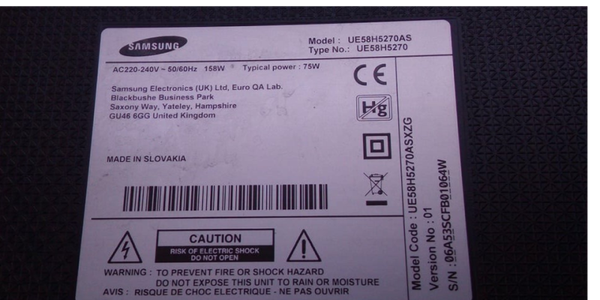 SAMSUNG
Model : UE58H5270AS
Type No.: UE58H5270
AC220-240V ~ 50/60Hz 158W Typical power : 75W
Samsung Electronics (UK) Ltd, Euro QA Lab.
Blackbushe Business Park
Saxony Way, Yateley, Hampshire
GU46 6GG United Kingdom
CE
Hg
MADE IN SLOVAKIA
CAUTION
RISK OF ELECTRIC SHOCK
DO NOT OPEN
WARNING : TO PREVENT FIRE OR SHOCK HAZARD
DO NOT EXPOSE THIS UNIT TO RAIN OR MOISTURE
AVIS : RISQUE DE CHOC ELECTRIQUE - NE PAS OUVRIR
Model Code : UE58H5270ASXZG
Version No : 01
S/N : 06A53SCFB01064W